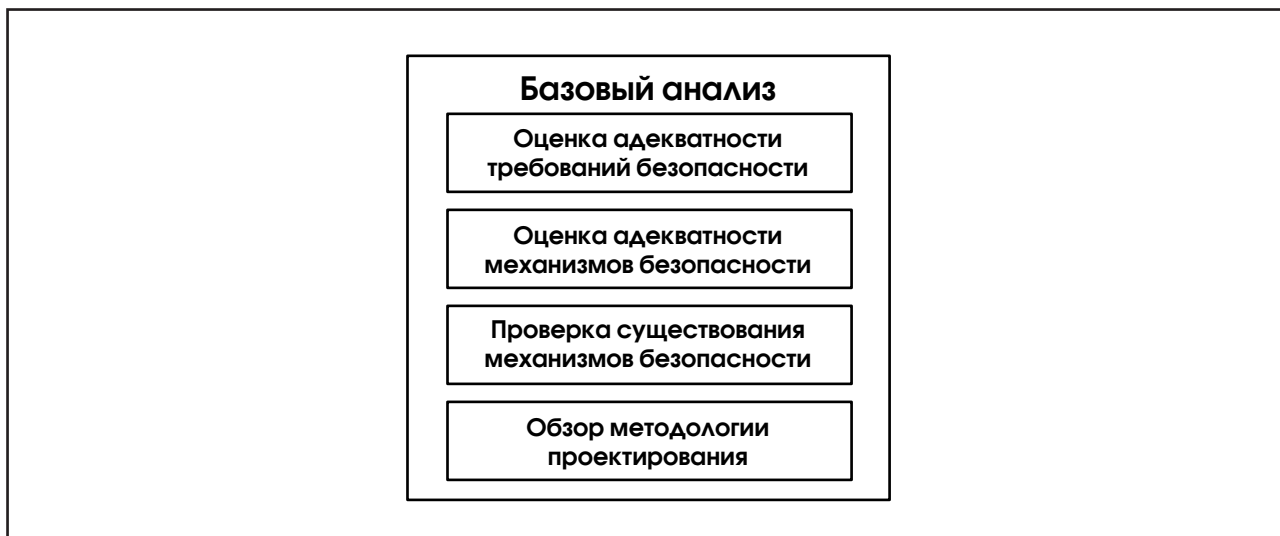 Базовый анализ
Оценка адекватности
требований безопасности
Оценка адекватности
механизмов безопасности
Проверка существования
механизмов безопасности
Обзор методологии
проектирования